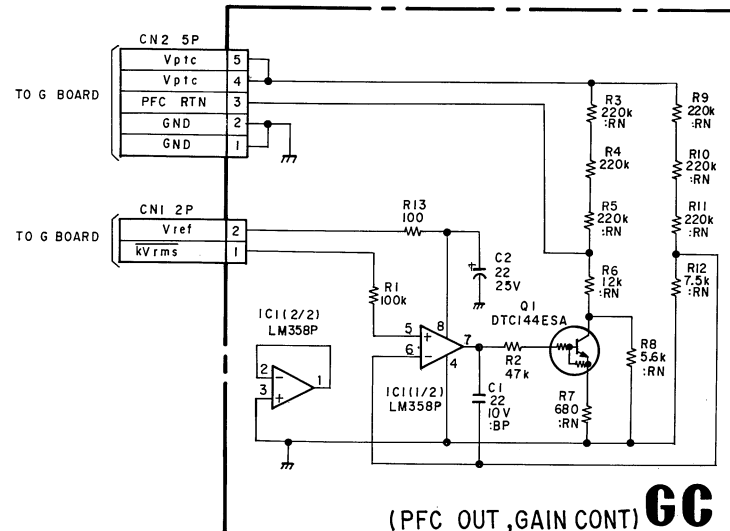 CN2 5P
Vptc 5
Vptc 4
PFC RTN 3
GND 2
GND 1
TO G BOARD
CN1 2P
Vref 2
kVrms 1
TO G BOARD
R3
220k
:RN
R9
220k
:RN
R4
220k
R10
220k
:RN
R5
220k
:RN
R11
220k
:RN
R13
100
C2
22
25V
R6
12k
:RN
R12
7.5k
:RN
R1
100k
Q1
DTC144ESA
IC1(2/2)
LM358P
2
3
1
5
6
8
7
4
IC1(1/2)
LM358P
R2
47k
C1
22
10V
:BP
R8
5.6k
:RN
R7
680
:RN
(PFC OUT ,GAIN CONT) GC